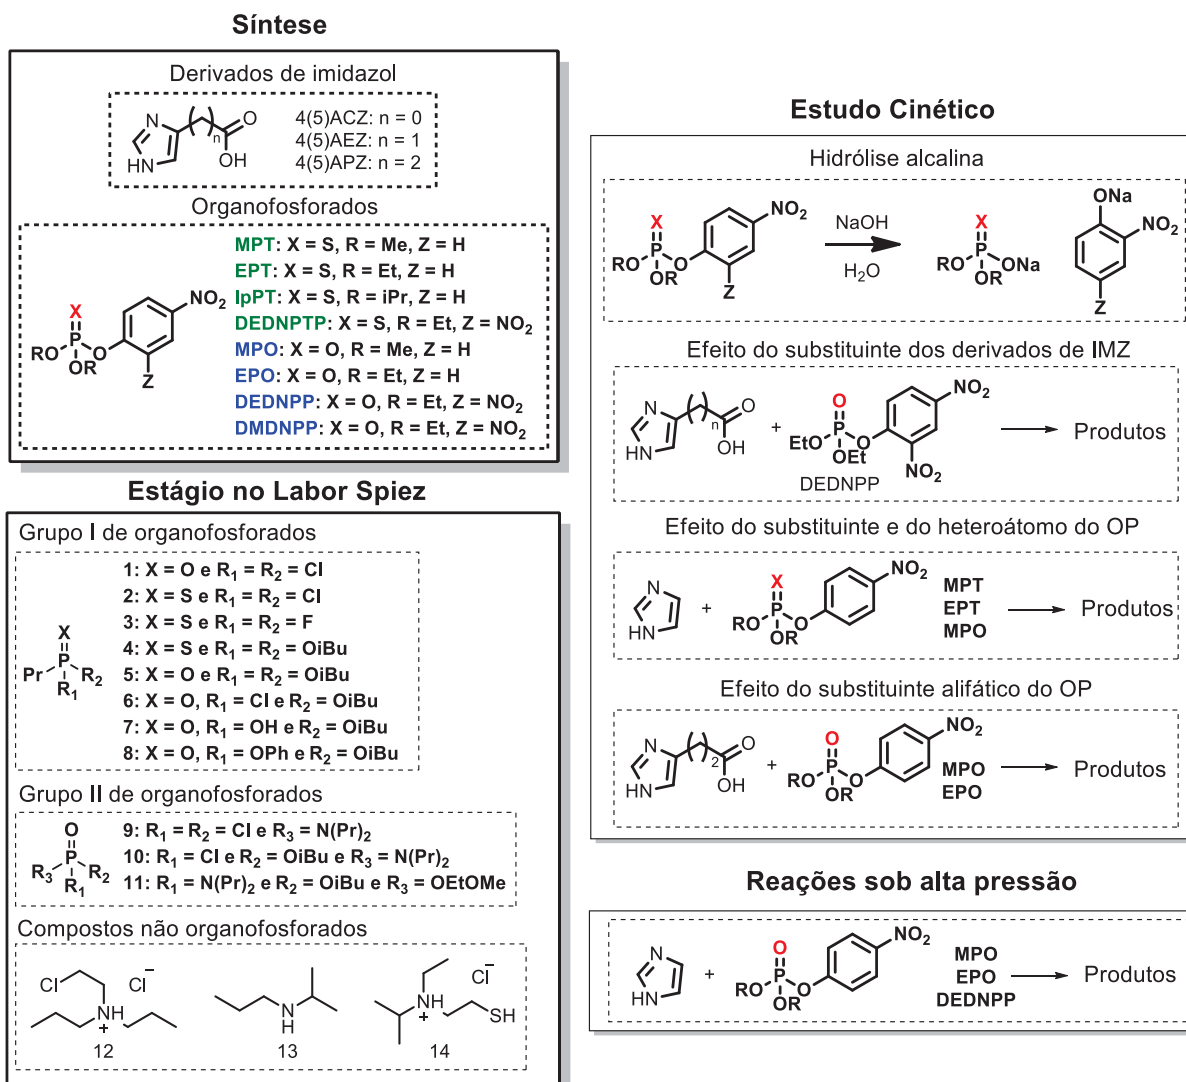 Síntese
Derivados de imidazol
N
HN
n
O
OH
4(5)ACZ: n = 0
4(5)AEZ: n = 1
4(5)APZ: n = 2
Organofosforados
X
P
RO
OR
O
NO₂
Z
MPT: X = S, R = Me, Z = H
EPT: X = S, R = Et, Z = H
IpPT: X = S, R = iPr, Z = H
DEDNPTP: X = S, R = Et, Z = NO₂
MPO: X = O, R = Me, Z = H
EPO: X = O, R = Et, Z = H
DEDNPP: X = O, R = Et, Z = NO₂
DMDNPP: X = O, R = Et, Z = NO₂
Estágio no Labor Spiez
Grupo I de organofosforados
X
P
Pr
R₁
R₂
1: X = O e R₁ = R₂ = Cl
2: X = S e R₁ = R₂ = Cl
3: X = S e R₁ = R₂ = F
4: X = S e R₁ = R₂ = OiBu
5: X = O e R₁ = R₂ = OiBu
6: X = O, R₁ = Cl e R₂ = OiBu
7: X = O, R₁ = OH e R₂ = OiBu
8: X = O, R₁ = OPh e R₂ = OiBu
Grupo II de organofosforados
O
P
R₃
R₁
R₂
9: R₁ = R₂ = Cl e R₃ = N(Pr)₂
10: R₁ = Cl e R₂ = OiBu e R₃ = N(Pr)₂
11: R₁ = N(Pr)₂ e R₂ = OiBu e R₃ = OEtOMe
Compostos não organofosforados
Cl
Cl⁻
NH
+
12
N
H
13
Cl⁻
NH
+
SH
14
Estudo Cinético
Hidrólise alcalina
X
P
RO
OR
O
NO₂
Z
NaOH
H₂O
X
P
RO
OR
ONa
ONa
NO₂
Z
Efeito do substituinte dos derivados de IMZ
N
HN
n
O
OH
+
O
P
EtO
OEt
O
NO₂
NO₂
DEDNPP
Produtos
Efeito do substituinte e do heteroátomo do OP
N
HN
+
X
P
RO
OR
O
NO₂
MPT
EPT
MPO
Produtos
Efeito do substituinte alifático do OP
N
HN
2
O
OH
+
O
P
RO
OR
O
NO₂
MPO
EPO
Produtos
Reações sob alta pressão
N
HN
+
O
P
RO
OR
O
NO₂
MPO
EPO
DEDNPP
Produtos